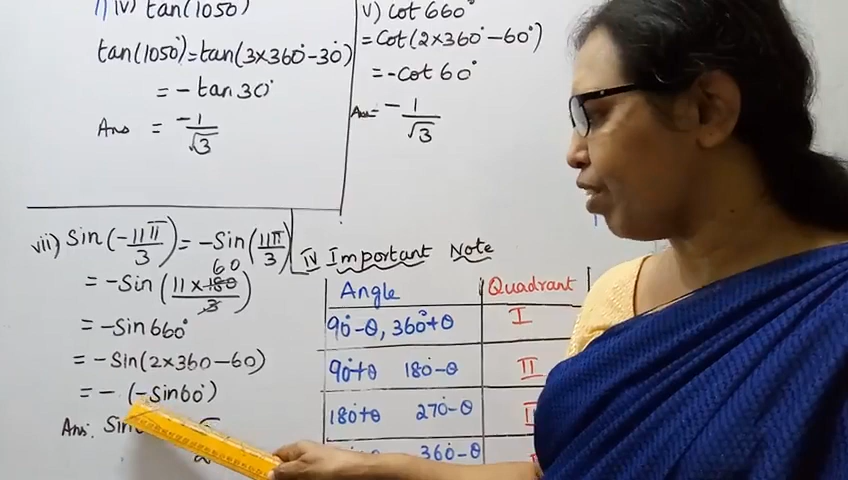 iv) tan(1050)
tan(1050°)=tan(3×360°-30°)
= - tan 30°
Ans = -1/√3
v) cot 660°
= Cot(2×360°-60°)
= -cot 60°
Ans = - 1/√3
vii) Sin(-11π/3) = -Sin(11π/3)
60
= -Sin(11×180/3)
= -Sin 660°
= -Sin(2×360-60)
= - (-Sin60°)
Ans: Sin
IV Important Note
Angle Quadrant
90°-θ, 360°+θ I
90°+θ 180°-θ II
180°+θ 270°-θ
360°-θ